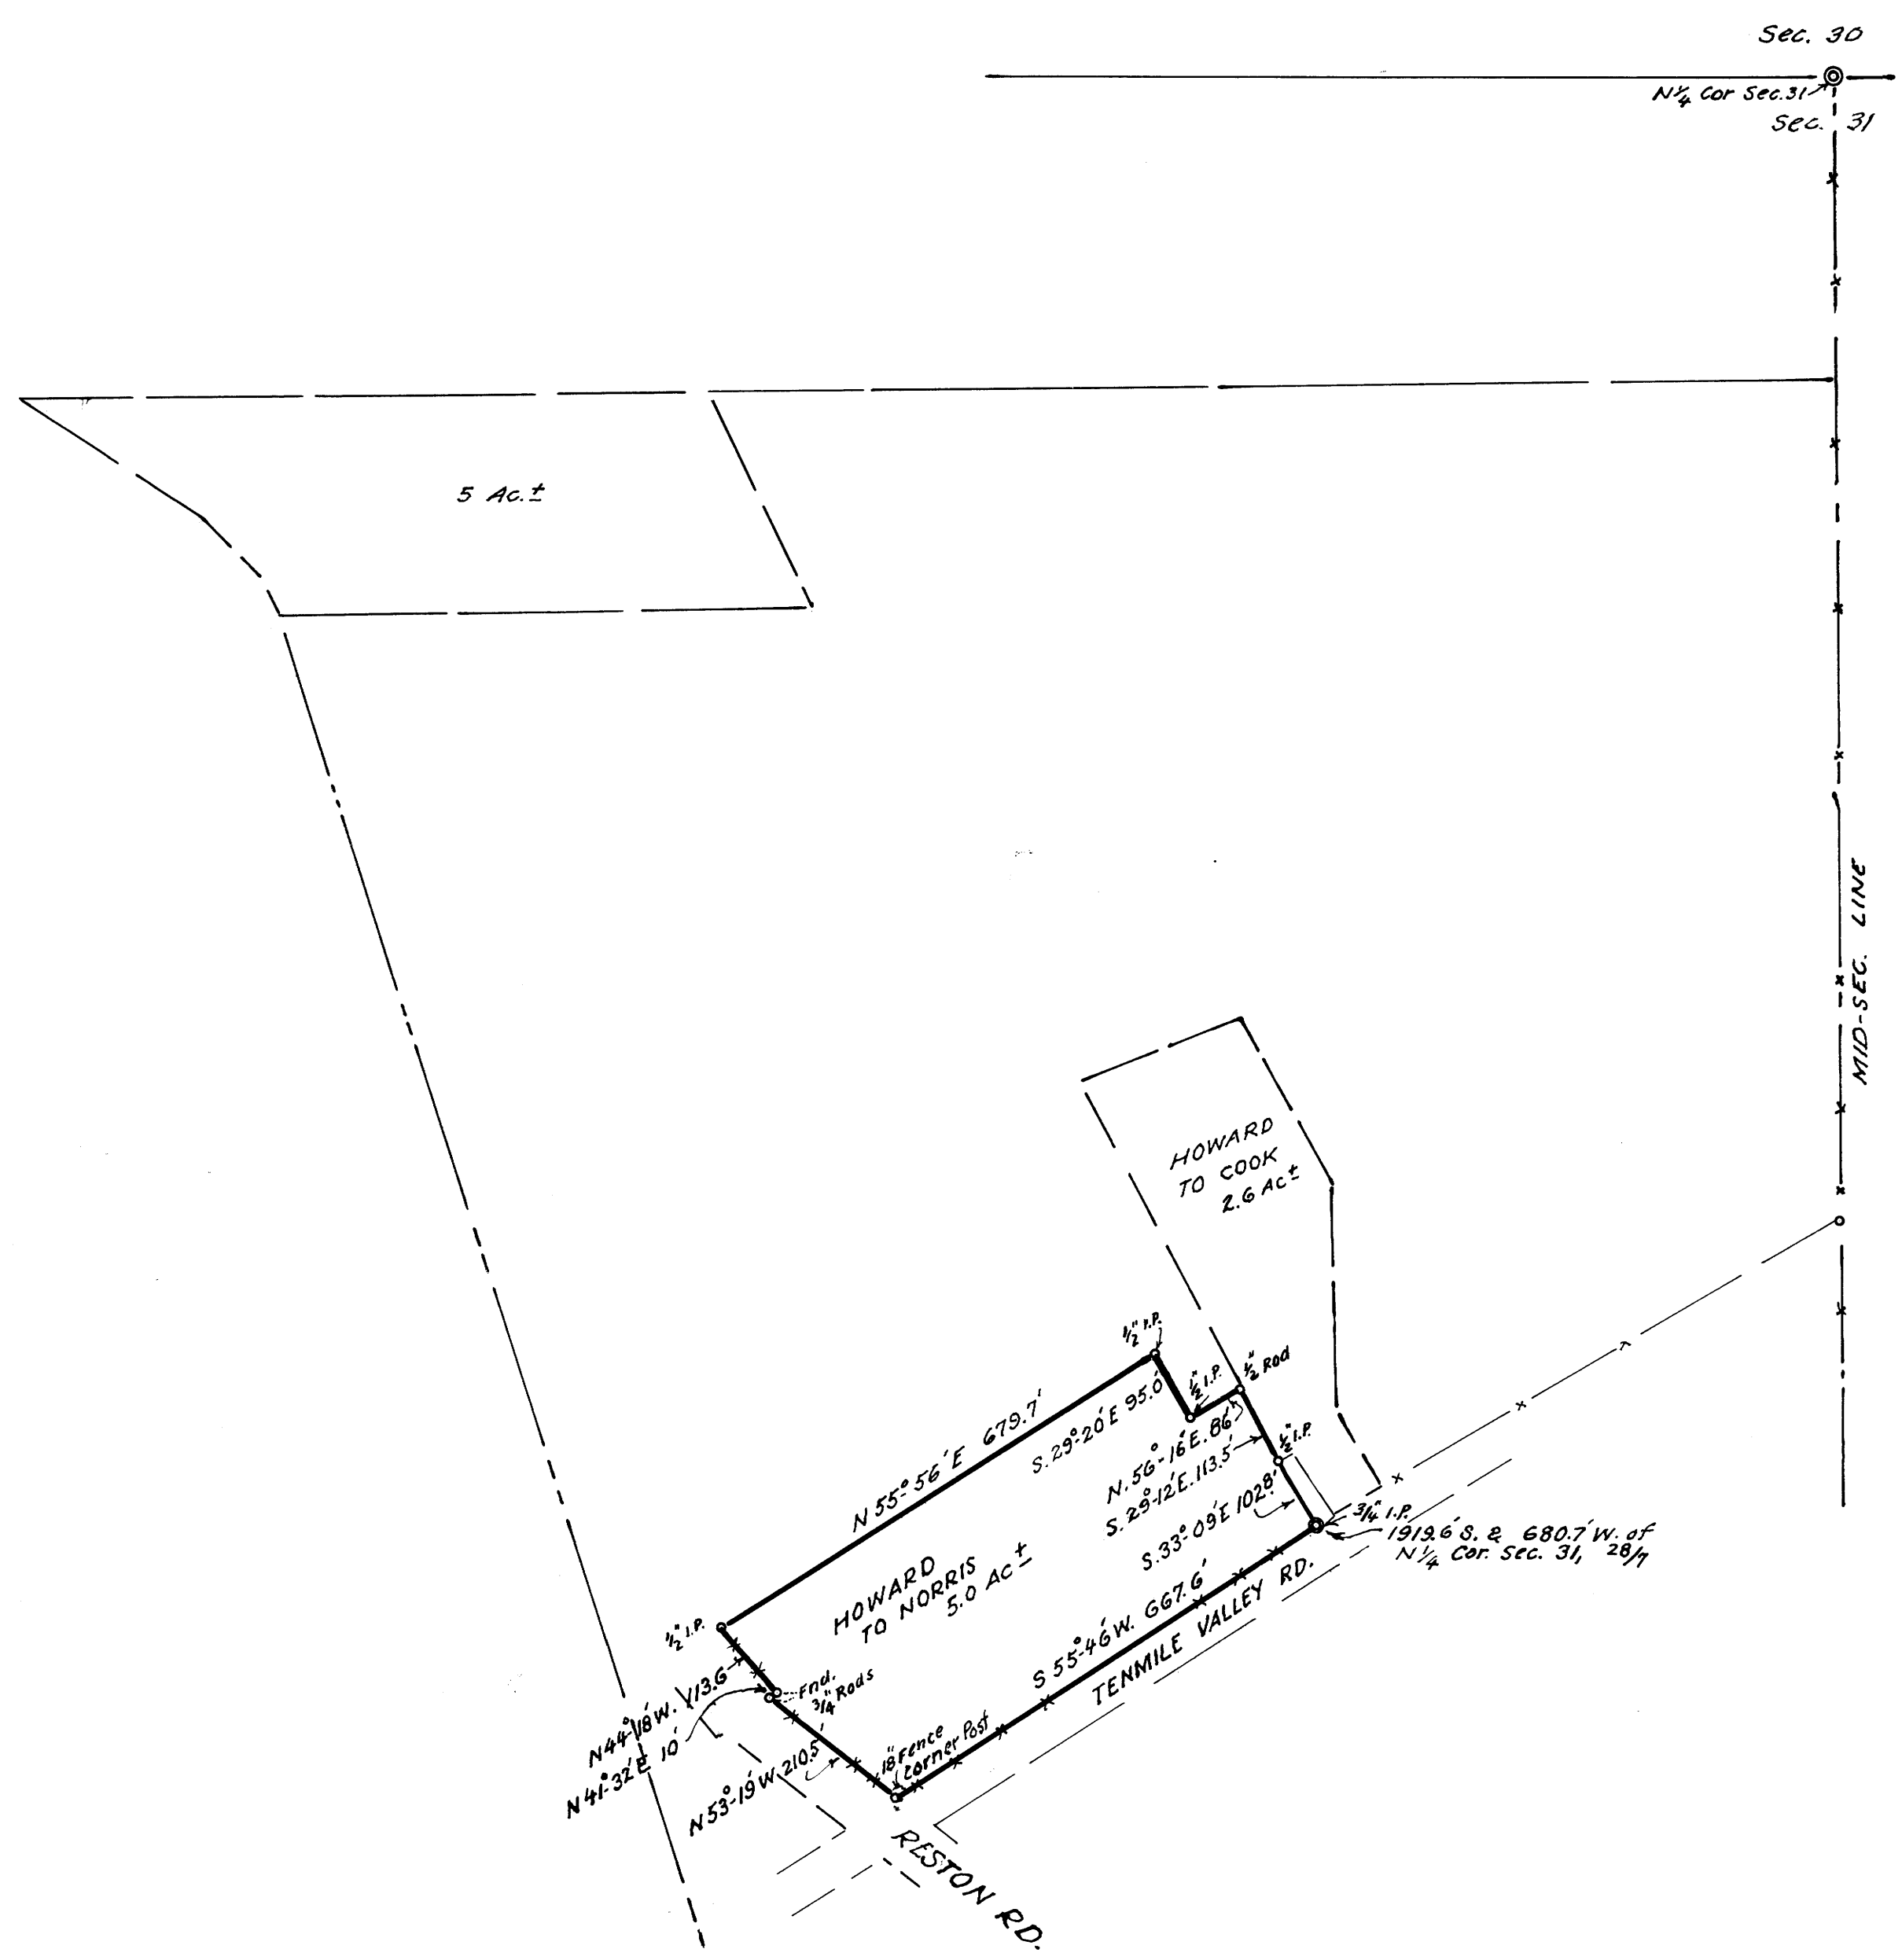 Sec. 30
N 1/4 Cor Sec. 31
Sec. 31
5 Ac. ±
MID-SEC. LINE
HOWARD
TO COOK
2.6 Ac ±
1/2" I.P.
1/2" I.P.
1/2" Rod
N 55°-56' E 679.7'
S. 29°-20' E 95.0'
N. 56°-16' E. 86'
S. 29°-12' E. 113.5'
1/2" I.P.
S. 33°-09' E 102.8'
3/4" I.P.
1919.6' S. & 680.7' W. of
N 1/4 Cor. Sec. 31, 28/7
HOWARD
TO NORRIS
5.0 Ac ±
1/2" I.P.
S 55°-46' W. 667.6'
TENMILE VALLEY RD.
Fnd.
3/4" Rods
N 44°-18' W. 113.6'
N 41°-32' E 10'
N 53°-19' W 210.5'
18" Fence
Corner Post
RESTON RD.